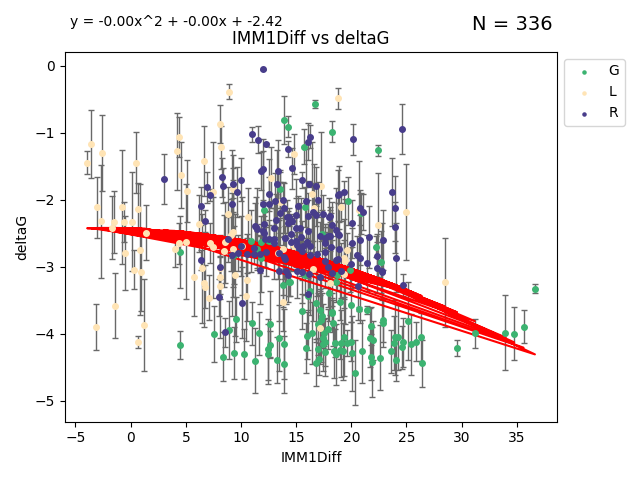 y = -0.00x^2 + -0.00x + -2.42
N = 336
IMM1Diff vs deltaG
G
L
R
deltaG
0
−1
−2
−3
−4
−5
−5 0 5 10 15 20 25 30 35
IMM1Diff